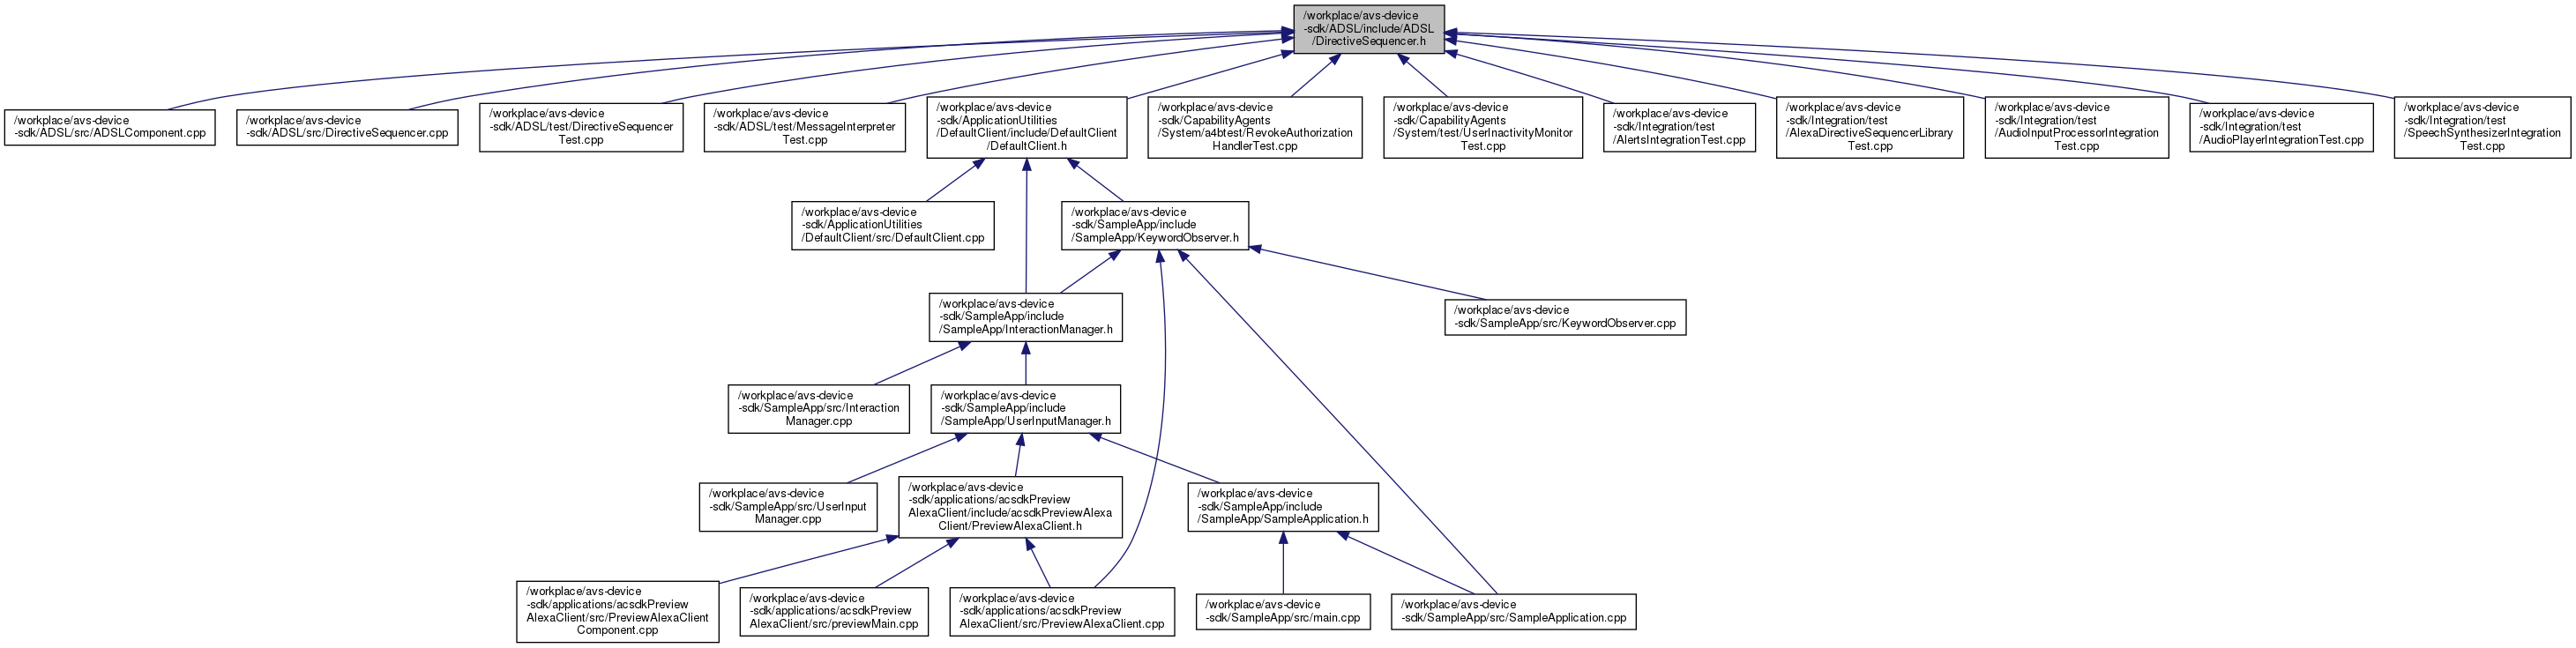 /workplace/avs-device
-sdk/ADSL/include/ADSL
/DirectiveSequencer.h
/workplace/avs-device
-sdk/ADSL/src/ADSLComponent.cpp
/workplace/avs-device
-sdk/ADSL/src/DirectiveSequencer.cpp
/workplace/avs-device
-sdk/ADSL/test/DirectiveSequencer
Test.cpp
/workplace/avs-device
-sdk/ADSL/test/MessageInterpreter
Test.cpp
/workplace/avs-device
-sdk/ApplicationUtilities
/DefaultClient/include/DefaultClient
/DefaultClient.h
/workplace/avs-device
-sdk/CapabilityAgents
/System/a4btest/RevokeAuthorization
HandlerTest.cpp
/workplace/avs-device
-sdk/CapabilityAgents
/System/test/UserInactivityMonitor
Test.cpp
/workplace/avs-device
-sdk/Integration/test
/AlertsIntegrationTest.cpp
/workplace/avs-device
-sdk/Integration/test
/AlexaDirectiveSequencerLibrary
Test.cpp
/workplace/avs-device
-sdk/Integration/test
/AudioInputProcessorIntegration
Test.cpp
/workplace/avs-device
-sdk/Integration/test
/AudioPlayerIntegrationTest.cpp
/workplace/avs-device
-sdk/Integration/test
/SpeechSynthesizerIntegration
Test.cpp
/workplace/avs-device
-sdk/ApplicationUtilities
/DefaultClient/src/DefaultClient.cpp
/workplace/avs-device
-sdk/SampleApp/include
/SampleApp/KeywordObserver.h
/workplace/avs-device
-sdk/SampleApp/include
/SampleApp/InteractionManager.h
/workplace/avs-device
-sdk/SampleApp/src/KeywordObserver.cpp
/workplace/avs-device
-sdk/SampleApp/src/Interaction
Manager.cpp
/workplace/avs-device
-sdk/SampleApp/include
/SampleApp/UserInputManager.h
/workplace/avs-device
-sdk/SampleApp/src/UserInput
Manager.cpp
/workplace/avs-device
-sdk/applications/acsdkPreview
AlexaClient/include/acsdkPreviewAlexa
Client/PreviewAlexaClient.h
/workplace/avs-device
-sdk/SampleApp/include
/SampleApp/SampleApplication.h
/workplace/avs-device
-sdk/applications/acsdkPreview
AlexaClient/src/PreviewAlexaClient
Component.cpp
/workplace/avs-device
-sdk/applications/acsdkPreview
AlexaClient/src/previewMain.cpp
/workplace/avs-device
-sdk/applications/acsdkPreview
AlexaClient/src/PreviewAlexaClient.cpp
/workplace/avs-device
-sdk/SampleApp/src/main.cpp
/workplace/avs-device
-sdk/SampleApp/src/SampleApplication.cpp